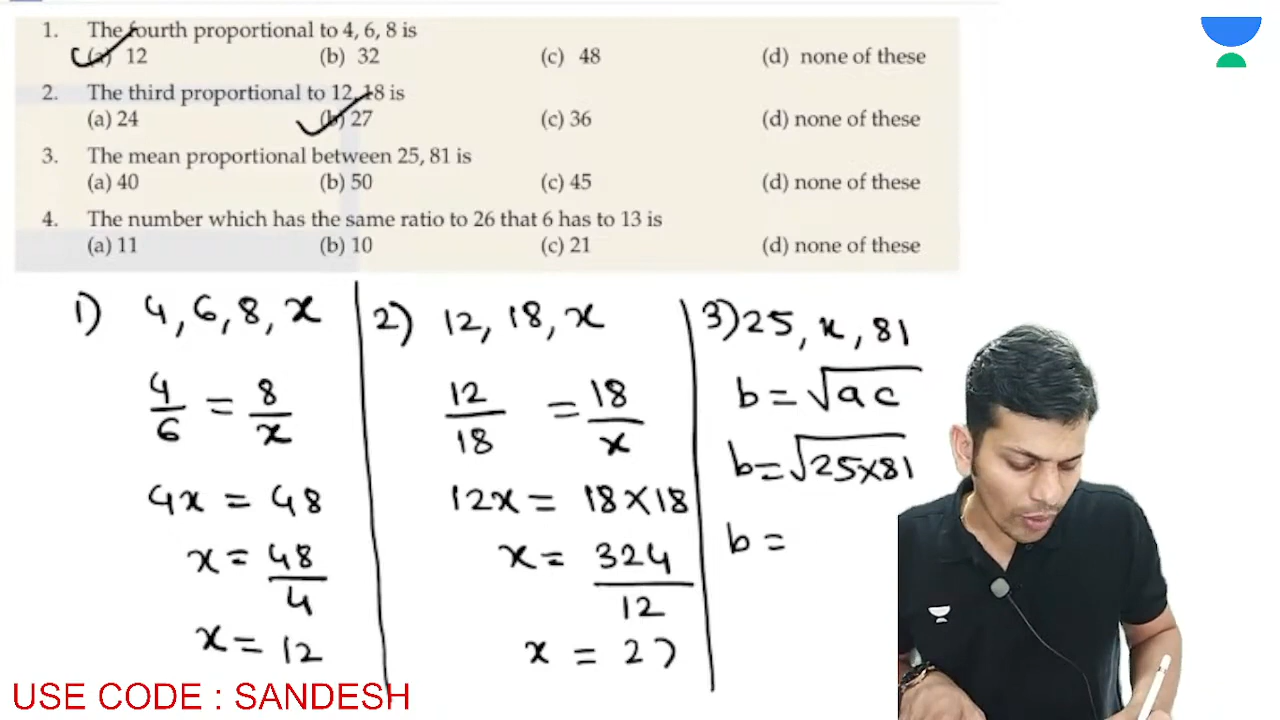 1. The fourth proportional to 4, 6, 8 is
(a) 12 (b) 32 (c) 48 (d) none of these
2. The third proportional to 12, 18 is
(a) 24 (b) 27 (c) 36 (d) none of these
3. The mean proportional between 25, 81 is
(a) 40 (b) 50 (c) 45 (d) none of these
4. The number which has the same ratio to 26 that 6 has to 13 is
(a) 11 (b) 10 (c) 21 (d) none of these
1) 4, 6, 8, x
4/6 = 8/x
4x = 48
x = 48/4
x = 12
2) 12, 18, x
12/18 = 18/x
12x = 18×18
x = 324/12
x = 27
3) 25, x, 81
b = √ac
b = √25×81
b =
USE CODE : SANDESH